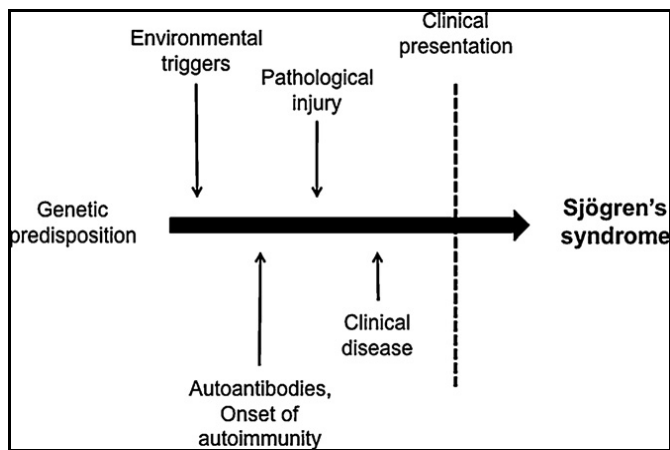 Environmental
triggers
Pathological
injury
Clinical
presentation
Genetic
predisposition
Sjögren's
syndrome
Clinical
disease
Autoantibodies,
Onset of
autoimmunity